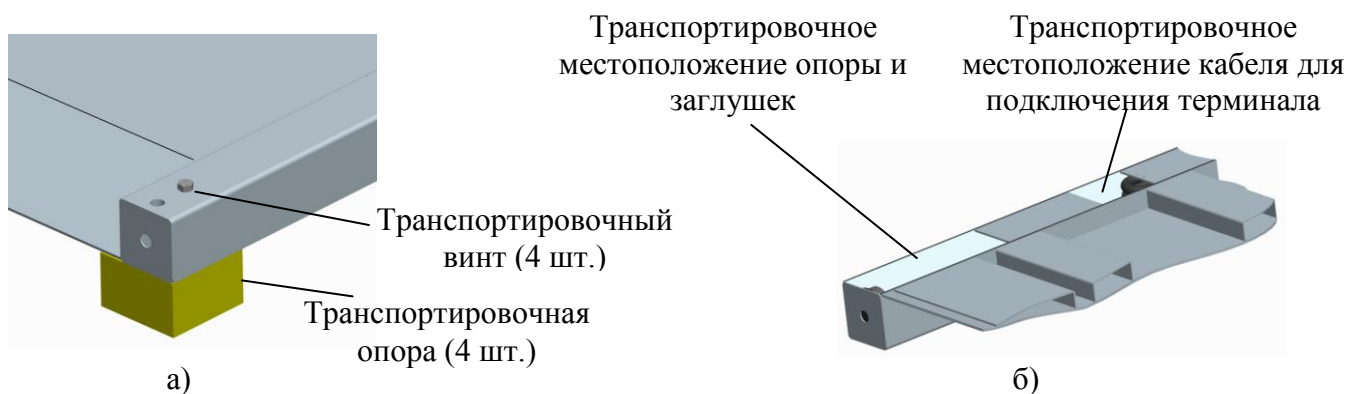 Транспортировочное
местоположение опоры и
заглушек
Транспортировочное
местоположение кабеля для
подключения терминала
Транспортировочный
винт (4 шт.)
Транспортировочная
опора (4 шт.)
а)
б)